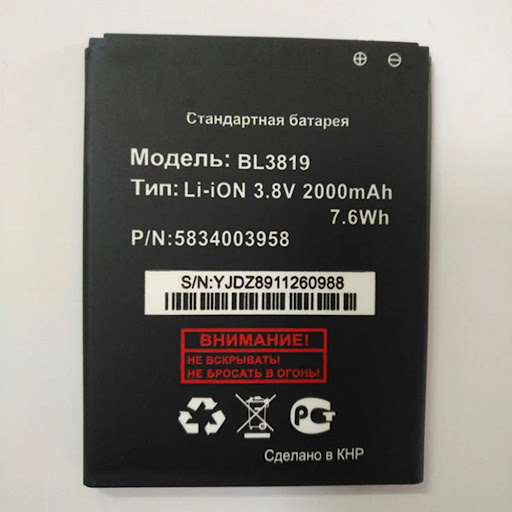 ⊕ ⊖
Стандартная батарея
Модель: BL3819
Тип: Li-iON 3.8V 2000mAh
7.6Wh
P/N:5834003958
S/N:YJDZ8911260988
ВНИМАНИЕ!
НЕ ВСКРЫВАТЬ!
НЕ БРОСАТЬ В ОГОНЬ!
РСТ
Сделано в КНР